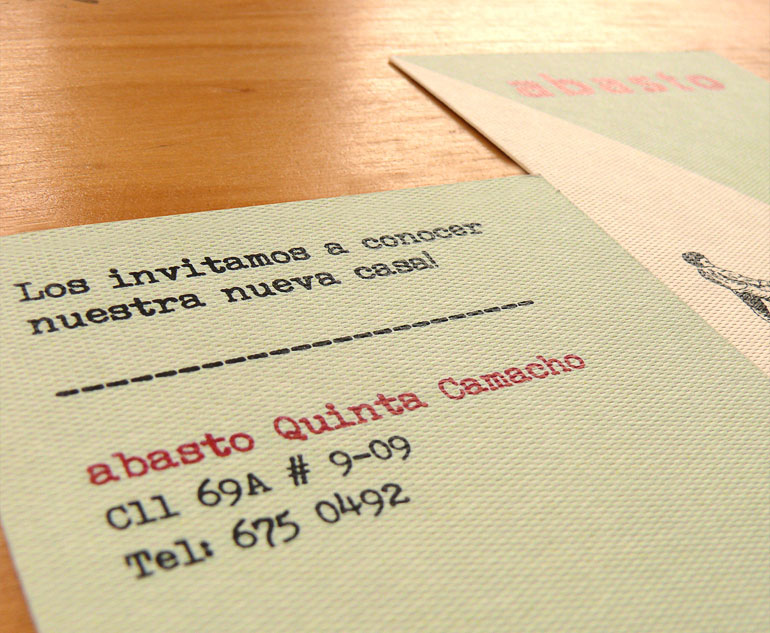 abasto
Los invitamos a conocer
nuestra nueva casa!
abasto Quinta Camacho
Cll 69A # 9-09
Tel: 675 0492